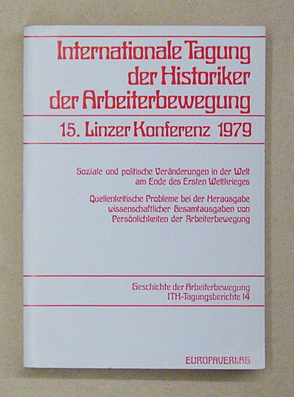 Internationale Tagung
der Historiker
der Arbeiterbewegung
15. Linzer Konferenz 1979
Soziale und politische Veränderungen in der Welt
am Ende des Ersten Weltkrieges
Quellenkritische Probleme bei der Herausgabe
wissenschaftlicher Gesamtausgaben von
Persönlichkeiten der Arbeiterbewegung
Geschichte der Arbeiterbewegung
ITH-Tagungsberichte 14
EUROPAVERLAG